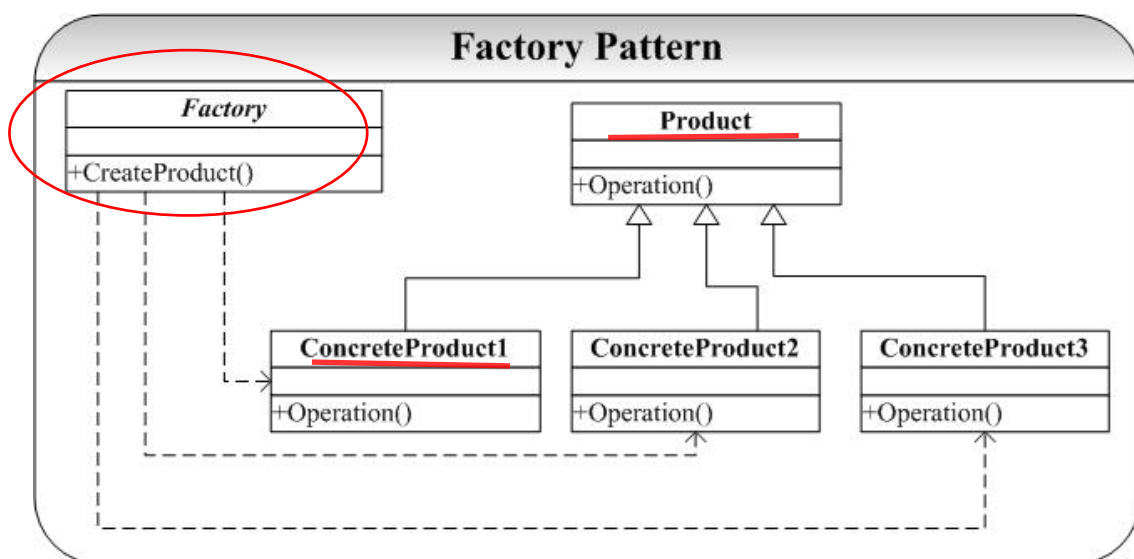 Factory Pattern
Factory
+CreateProduct()
Product
+Operation()
ConcreteProduct1
+Operation()
ConcreteProduct2
+Operation()
ConcreteProduct3
+Operation()